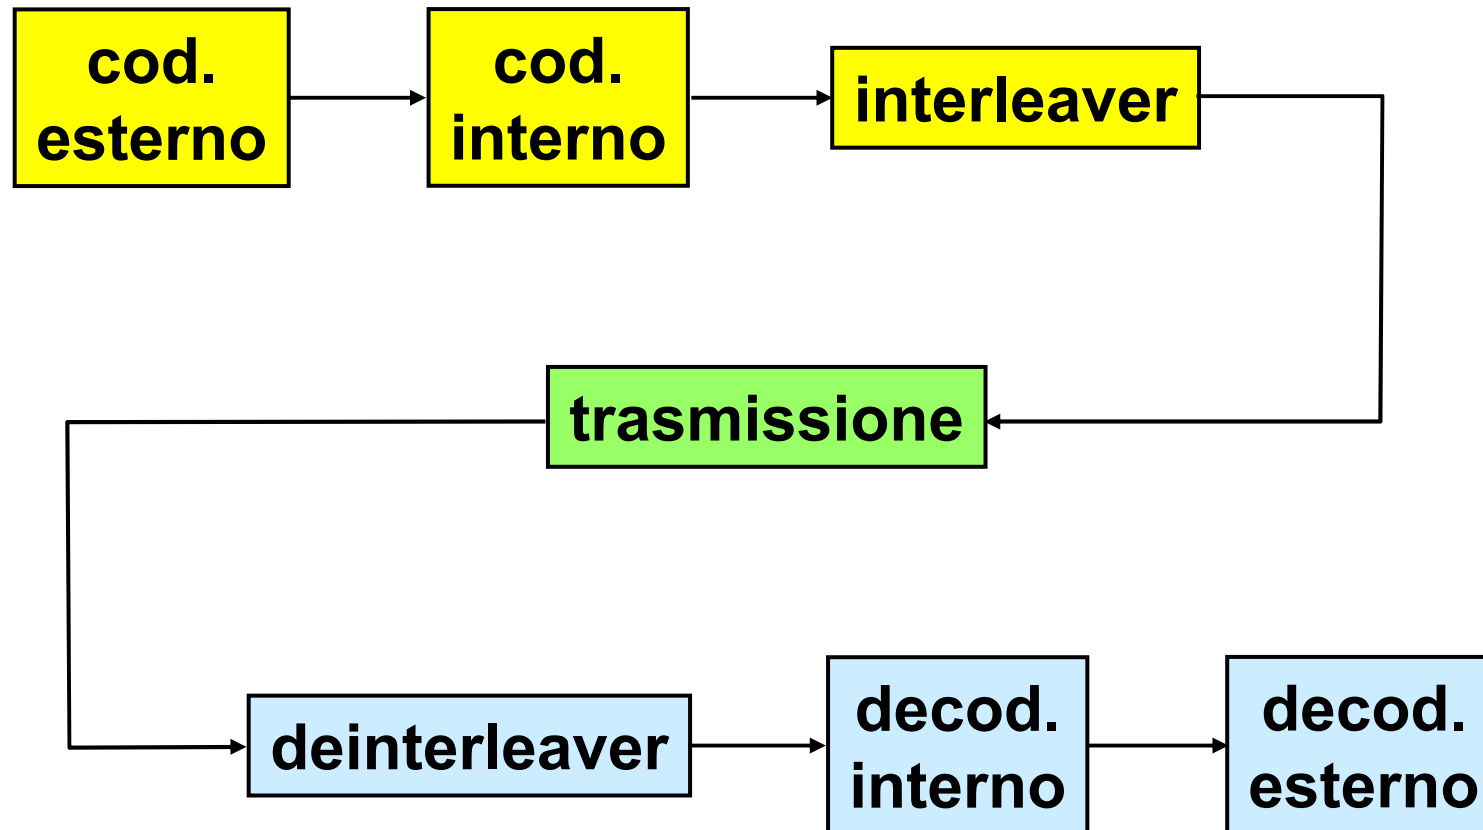 cod.
esterno
cod.
interno
interleaver
trasmissione
deinterleaver
decod.
interno
decod.
esterno